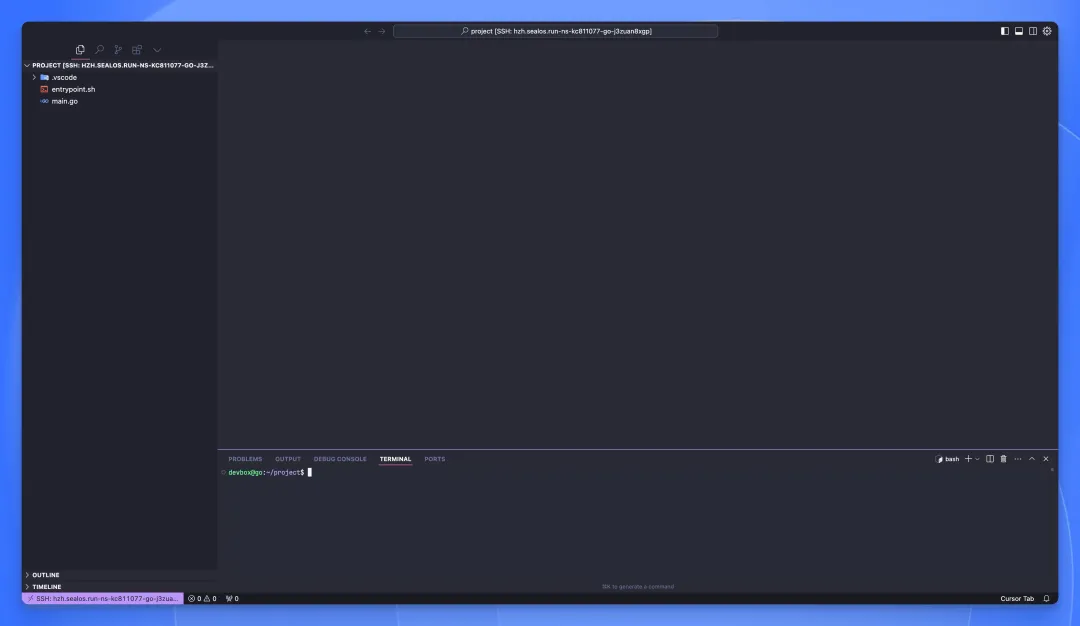 project [SSH: hzh.sealos.run-ns-kc811077-go-j3zuan8xgp]
PROJECT [SSH: HZH.SEALOS.RUN-NS-KC811077-GO-J3Z...
.vscode
entrypoint.sh
main.go
PROBLEMS OUTPUT DEBUG CONSOLE TERMINAL PORTS
bash
devbox@go:~/project$
⌘K to generate a command
OUTLINE
TIMELINE
SSH: hzh.sealos.run-ns-kc811077-go-j3zua... 0 0 0
Cursor Tab